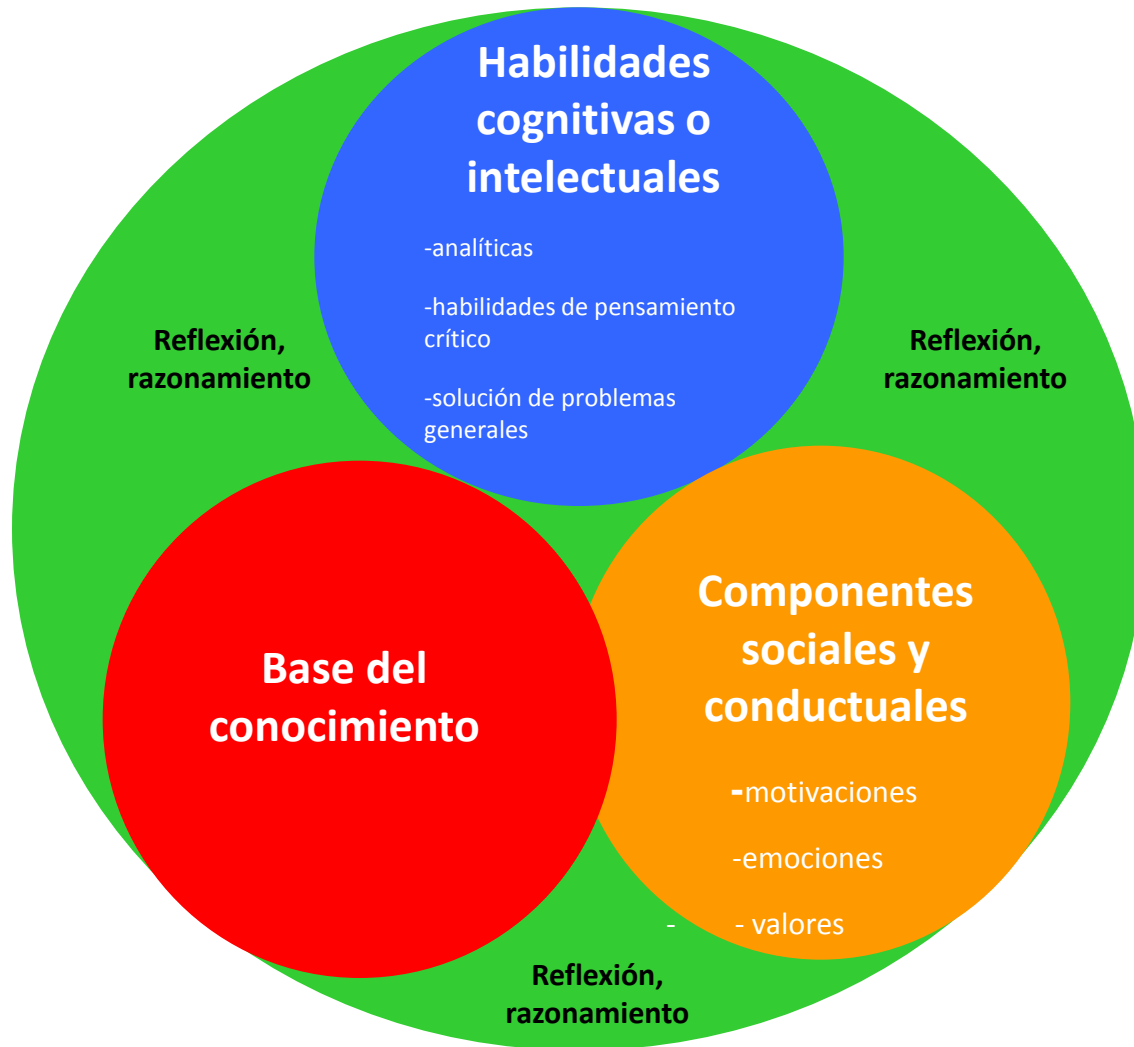 Habilidades
cognitivas o
intelectuales
-analíticas
-habilidades de pensamiento
crítico
-solución de problemas
generales
Reflexión,
razonamiento
Reflexión,
razonamiento
Base del
conocimiento
Componentes
sociales y
conductuales
-motivaciones
-emociones
- - valores
Reflexión,
razonamiento